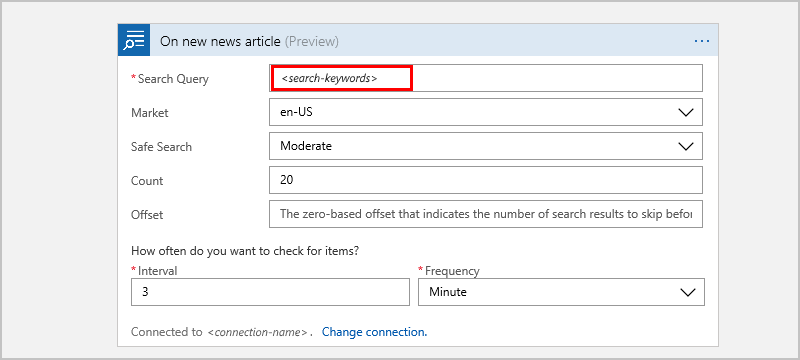 On new news article (Preview) ...
* Search Query <search-keywords>
Market en-US
Safe Search Moderate
Count 20
Offset The zero-based offset that indicates the number of search results to skip befor
How often do you want to check for items?
* Interval * Frequency
3 Minute
Connected to <connection-name>. Change connection.